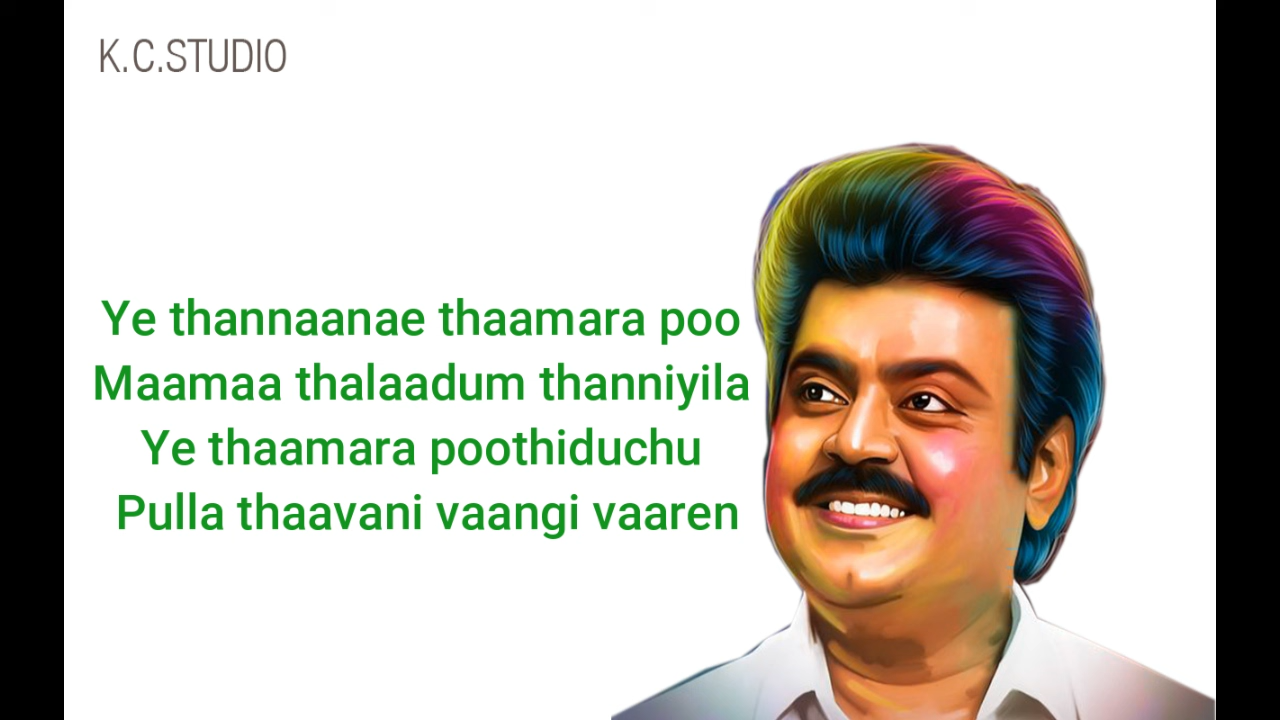 K.C.STUDIO
Ye thannaanae thaamara poo
Maamaa thalaadum thanniyila
Ye thaamara poothiduchu
Pulla thaavani vaangi vaaren